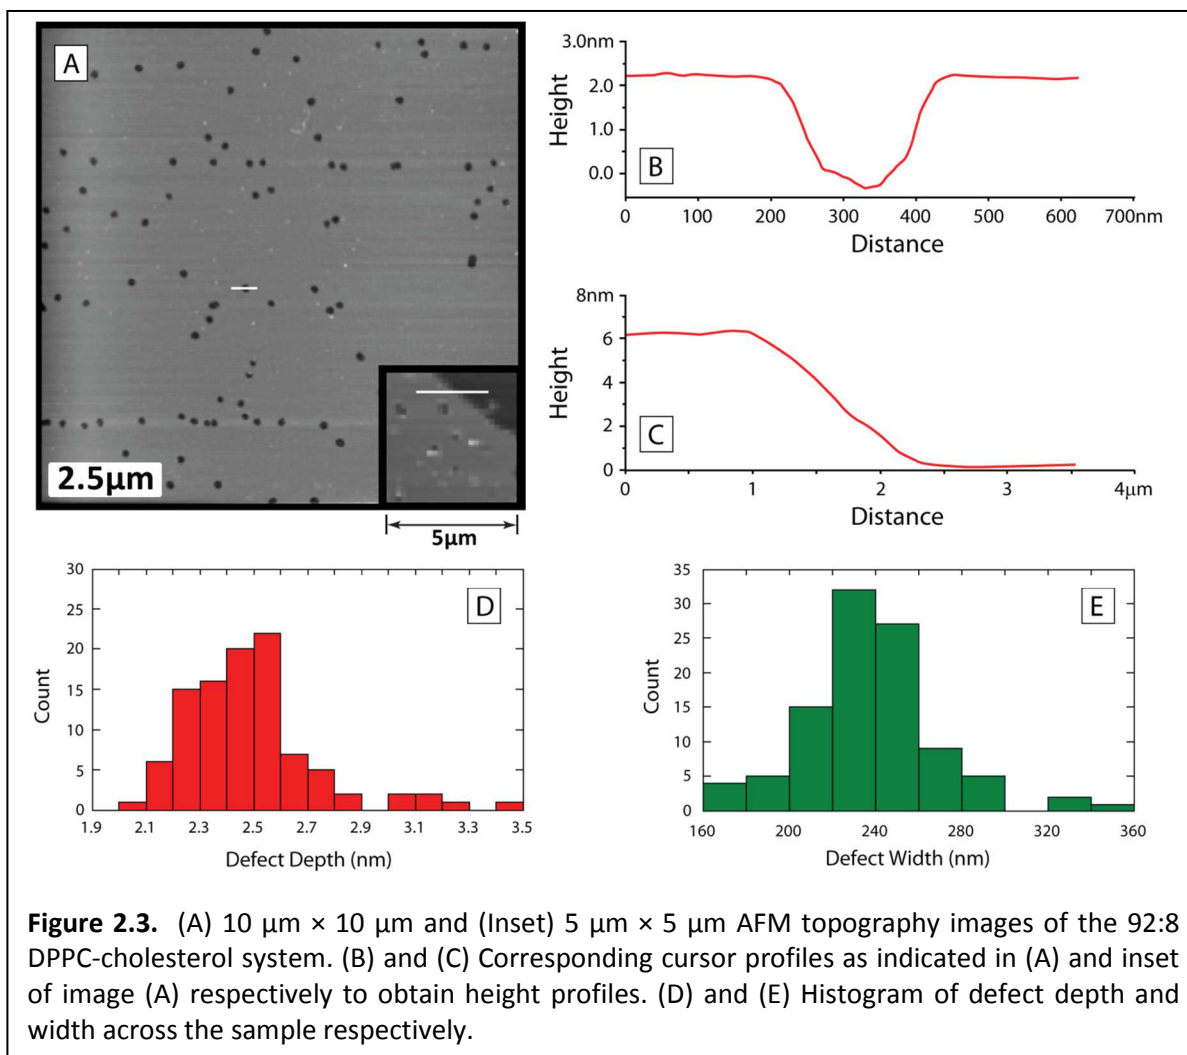 A
2.5µm
5µm
3.0nm
2.0
1.0
0.0
Height
B
0 100 200 300 400 500 600 700nm
Distance
8nm
6
4
2
0
Height
C
0 1 2 3 4µm
Distance
30
25
20
15
10
5
0
Count
D
1.9 2.1 2.3 2.5 2.7 2.9 3.1 3.3 3.5
Defect Depth (nm)
35
30
25
20
15
10
5
0
Count
E
160 200 240 280 320 360
Defect Width (nm)
Figure 2.3. (A) 10 µm × 10 µm and (Inset) 5 µm × 5 µm AFM topography images of the 92:8
DPPC-cholesterol system. (B) and (C) Corresponding cursor profiles as indicated in (A) and inset
of image (A) respectively to obtain height profiles. (D) and (E) Histogram of defect depth and
width across the sample respectively.